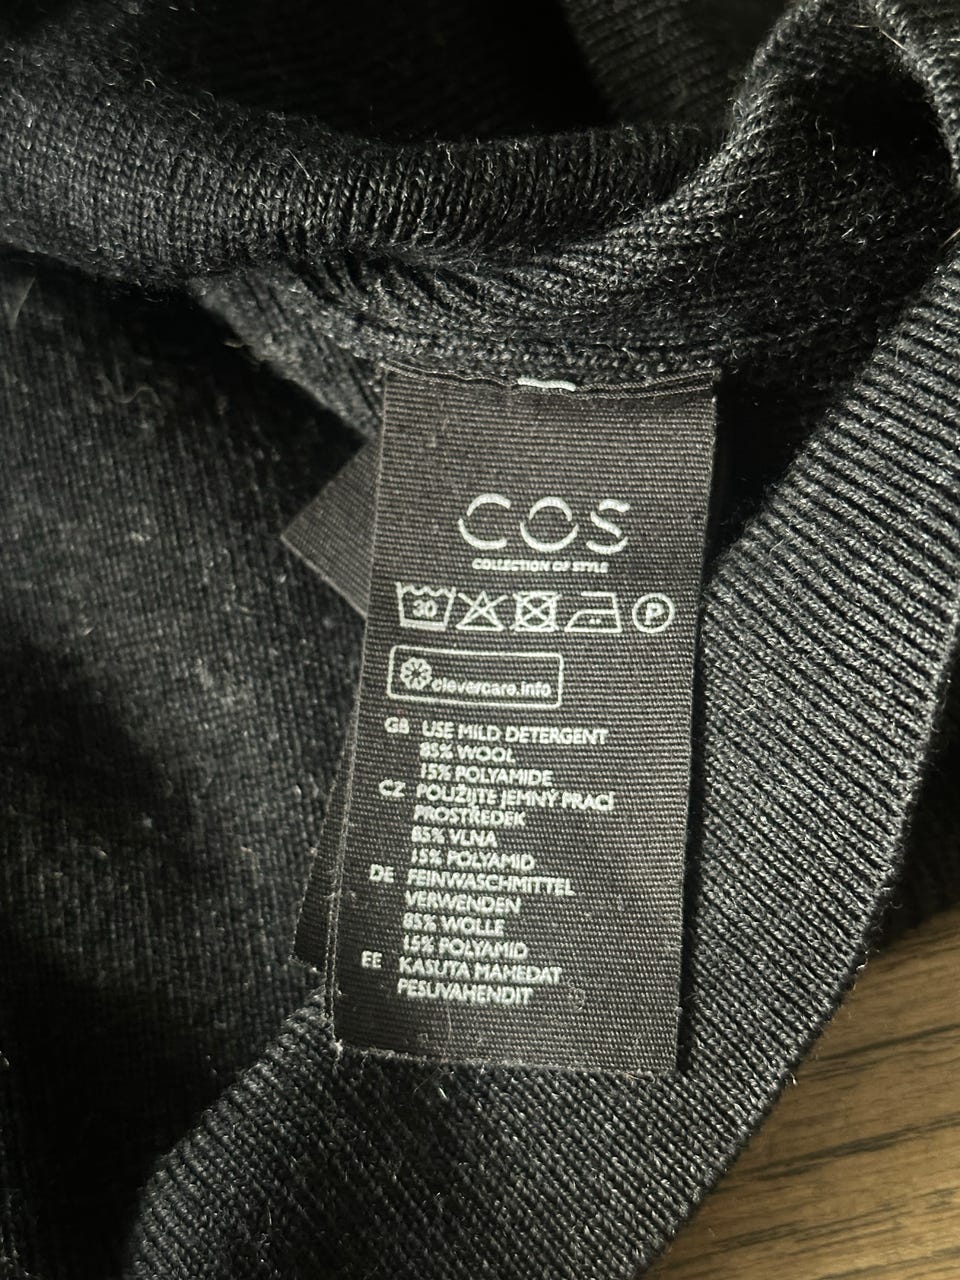 COS
COLLECTION OF STYLE
30
P
clevercare.info
GB USE MILD DETERGENT
85% WOOL
15% POLYAMIDE
CZ POUŽIJTE JEMNÝ PRACÍ
PROSTŘEDEK
85% VLNA
15% POLYAMID
DE FEINWASCHMITTEL
VERWENDEN
85% WOLLE
15% POLYAMID
EE KASUTA MAHEDAT
PESUVAHENDIT